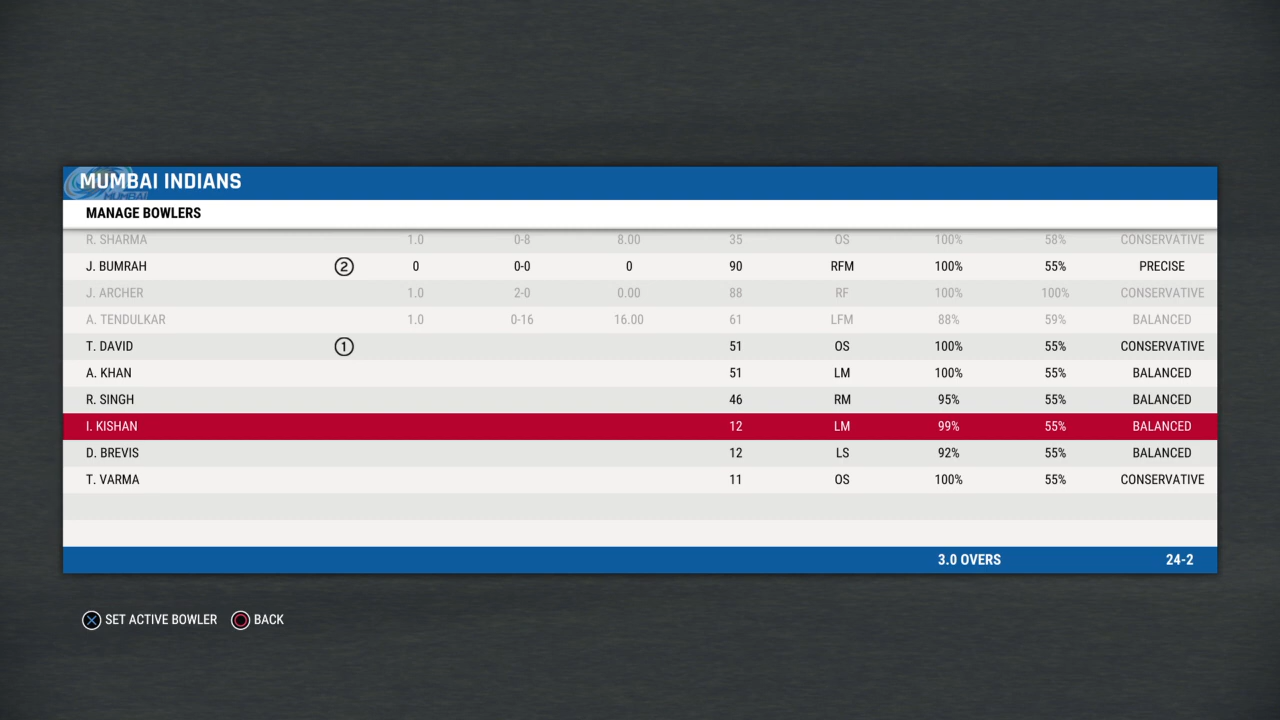 MUMBAI INDIANS
MANAGE BOWLERS
R. SHARMA 1.0 0-8 8.00 35 OS 100% 58% CONSERVATIVE
J. BUMRAH 2 0 0-0 0 90 RFM 100% 55% PRECISE
J. ARCHER 1.0 2-0 0.00 88 RF 100% 100% CONSERVATIVE
A. TENDULKAR 1.0 0-16 16.00 61 LFM 88% 59% BALANCED
T. DAVID 1 51 OS 100% 55% CONSERVATIVE
A. KHAN 51 LM 100% 55% BALANCED
R. SINGH 46 RM 95% 55% BALANCED
I. KISHAN 12 LM 99% 55% BALANCED
D. BREVIS 12 LS 92% 55% BALANCED
T. VARMA 11 OS 100% 55% CONSERVATIVE
3.0 OVERS 24-2
SET ACTIVE BOWLER BACK